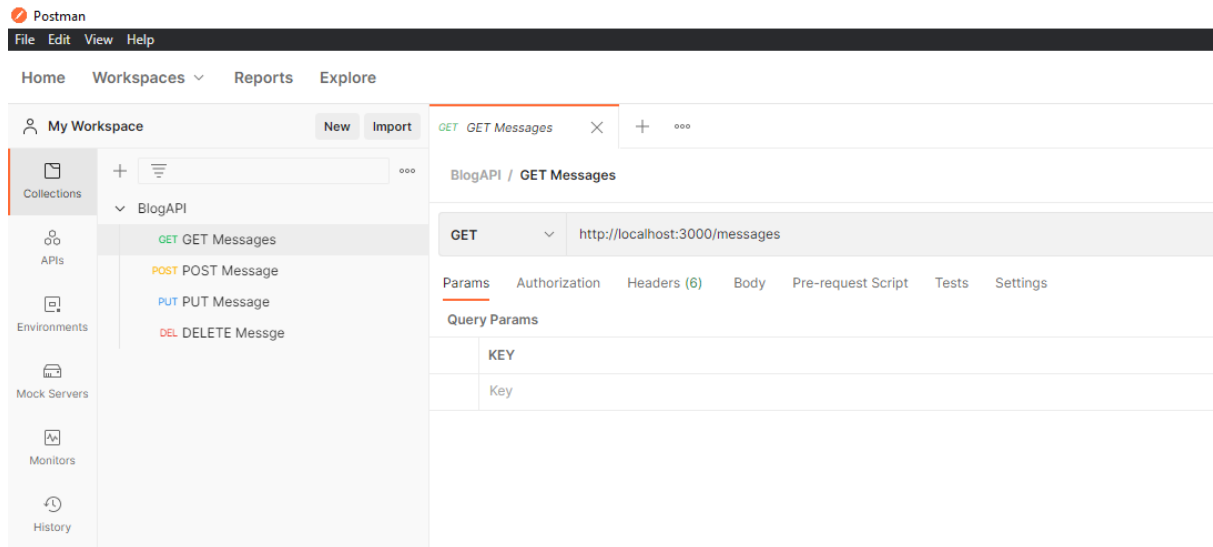 Postman
File Edit View Help
Home Workspaces Reports Explore
My Workspace New Import
GET GET Messages
Collections
BlogAPI / GET Messages
BlogAPI
GET GET Messages
GET http://localhost:3000/messages
APIs
POST POST Message
Params Authorization Headers (6) Body Pre-request Script Tests Settings
PUT PUT Message
Query Params
Environments
DEL DELETE Messge
KEY
Key
Mock Servers
Monitors
History